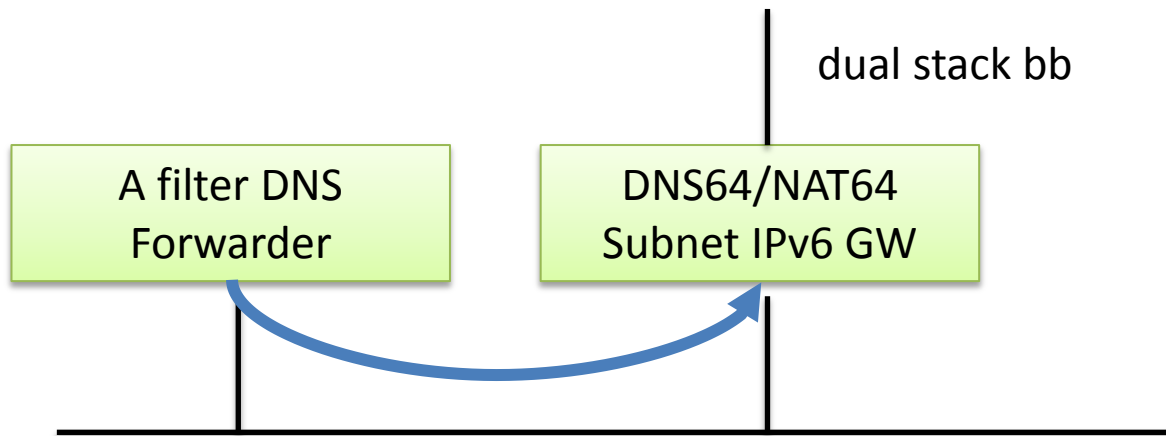 dual stack bb
A filter DNS
Forwarder
DNS64/NAT64
Subnet IPv6 GW